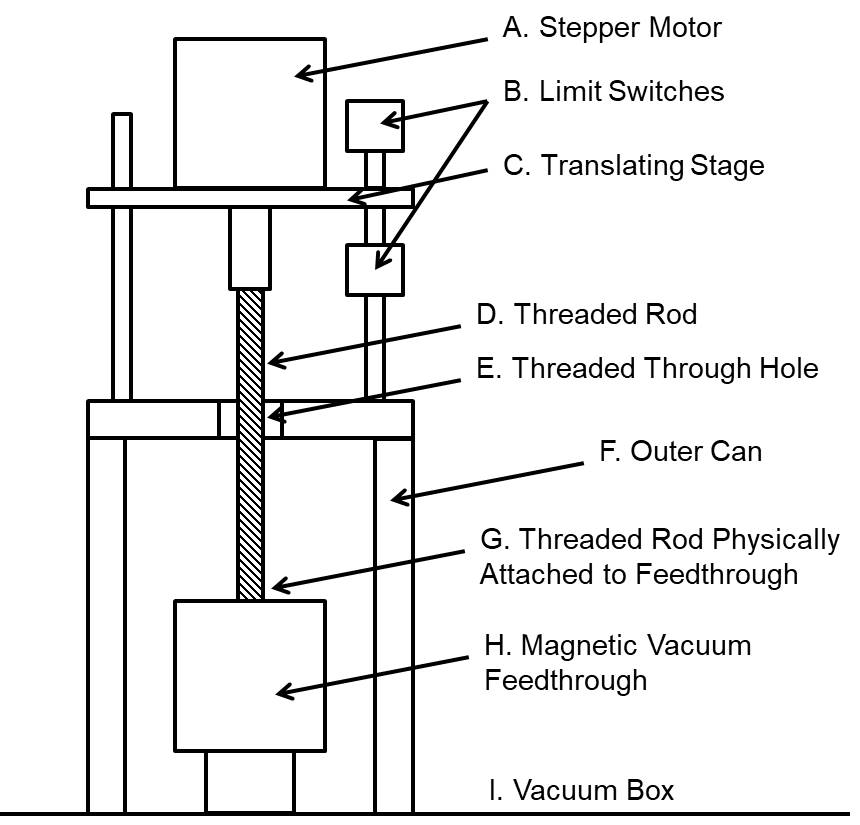 A. Stepper Motor
B. Limit Switches
C. Translating Stage
D. Threaded Rod
E. Threaded Through Hole
F. Outer Can
G. Threaded Rod Physically
Attached to Feedthrough
H. Magnetic Vacuum
Feedthrough
I. Vacuum Box